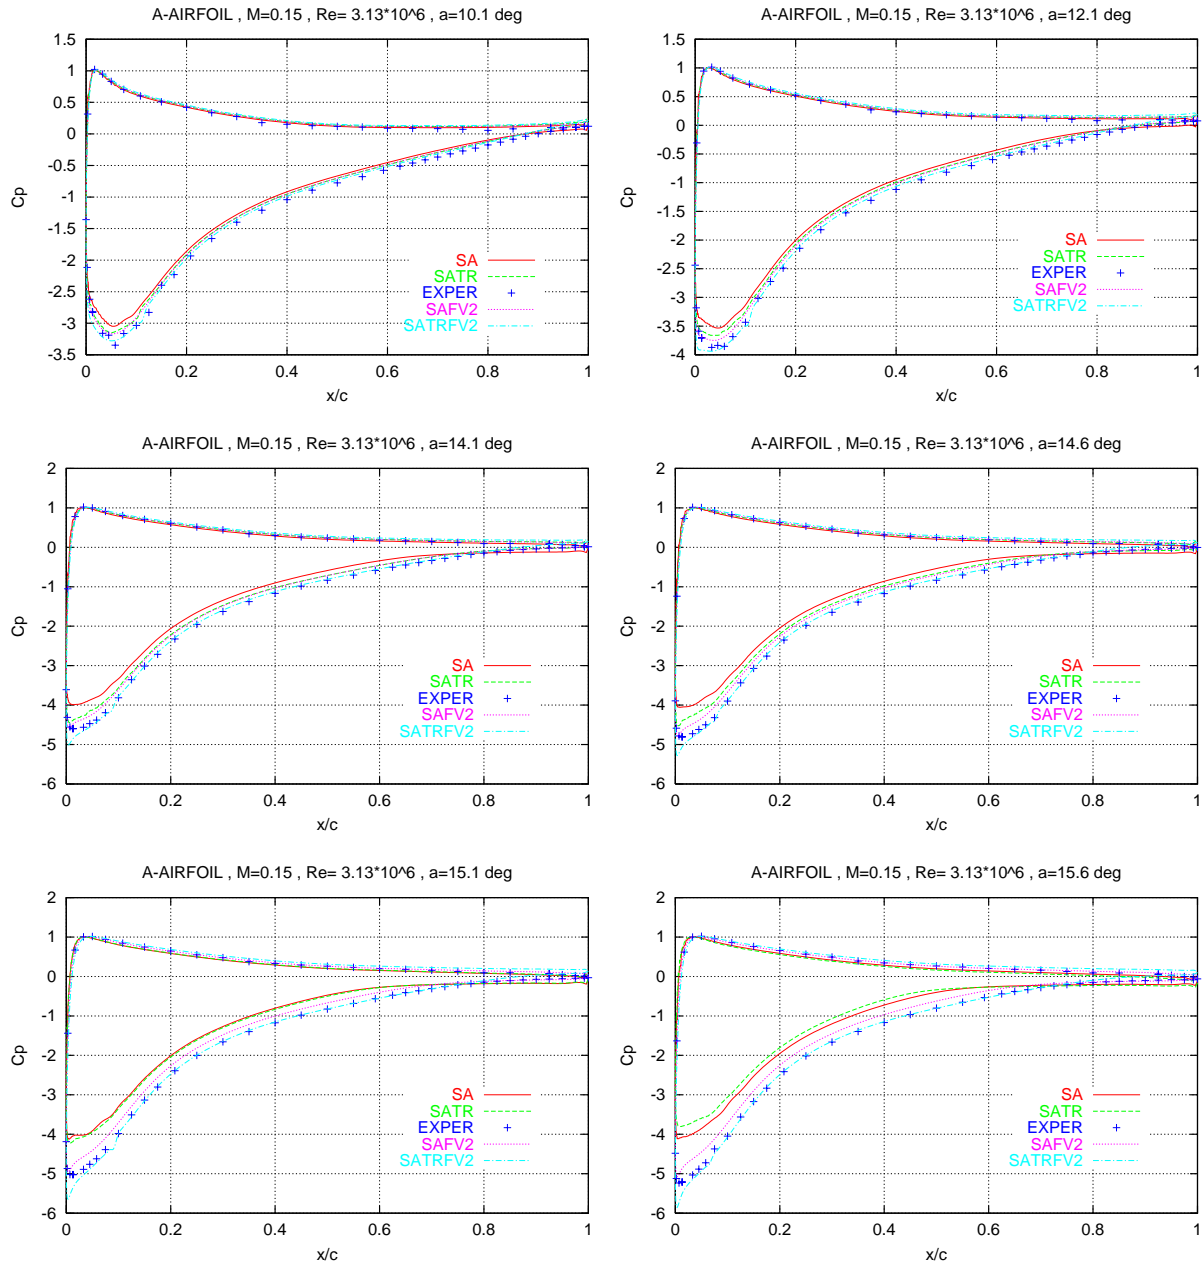 A-AIRFOIL , M=0.15 , Re= 3.13*10^6 , a=10.1 deg
1.5
1
0.5
0
-0.5
-1
-1.5
-2
-2.5
-3
-3.5
Cp
SA
SATR
EXPER
SAFV2
SATRFV2
0 0.2 0.4 0.6 0.8 1
x/c
A-AIRFOIL , M=0.15 , Re= 3.13*10^6 , a=12.1 deg
1.5
1
0.5
0
-0.5
-1
-1.5
-2
-2.5
-3
-3.5
-4
Cp
SA
SATR
EXPER
SAFV2
SATRFV2
0 0.2 0.4 0.6 0.8 1
x/c
A-AIRFOIL , M=0.15 , Re= 3.13*10^6 , a=14.1 deg
2
1
0
-1
-2
-3
-4
-5
-6
Cp
SA
SATR
EXPER
SAFV2
SATRFV2
0 0.2 0.4 0.6 0.8 1
x/c
A-AIRFOIL , M=0.15 , Re= 3.13*10^6 , a=14.6 deg
2
1
0
-1
-2
-3
-4
-5
-6
Cp
SA
SATR
EXPER
SAFV2
SATRFV2
0 0.2 0.4 0.6 0.8 1
x/c
A-AIRFOIL , M=0.15 , Re= 3.13*10^6 , a=15.1 deg
2
1
0
-1
-2
-3
-4
-5
-6
Cp
SA
SATR
EXPER
SAFV2
SATRFV2
0 0.2 0.4 0.6 0.8 1
x/c
A-AIRFOIL , M=0.15 , Re= 3.13*10^6 , a=15.6 deg
2
1
0
-1
-2
-3
-4
-5
-6
Cp
SA
SATR
EXPER
SAFV2
SATRFV2
0 0.2 0.4 0.6 0.8 1
x/c